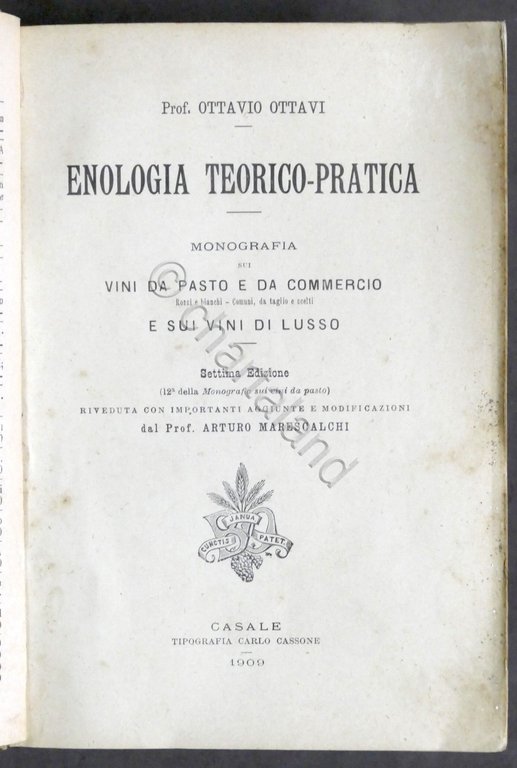 Prof. OTTAVIO OTTAVI
ENOLOGIA TEORICO-PRATICA
MONOGRAFIA
SUI
VINI DA PASTO E DA COMMERCIO
Rossi e bianchi - Comuni, da taglio e scelti
E SUI VINI DI LUSSO
Settima Edizione
(12ª della Monografia sui vini da pasto)
RIVEDUTA CON IMPORTANTI AGGIUNTE E MODIFICAZIONI
dal Prof. ARTURO MARESCALCHI
JANUA
CUNCTIS PATET.
CASALE
TIPOGRAFIA CARLO CASSONE
1909
© chartaland